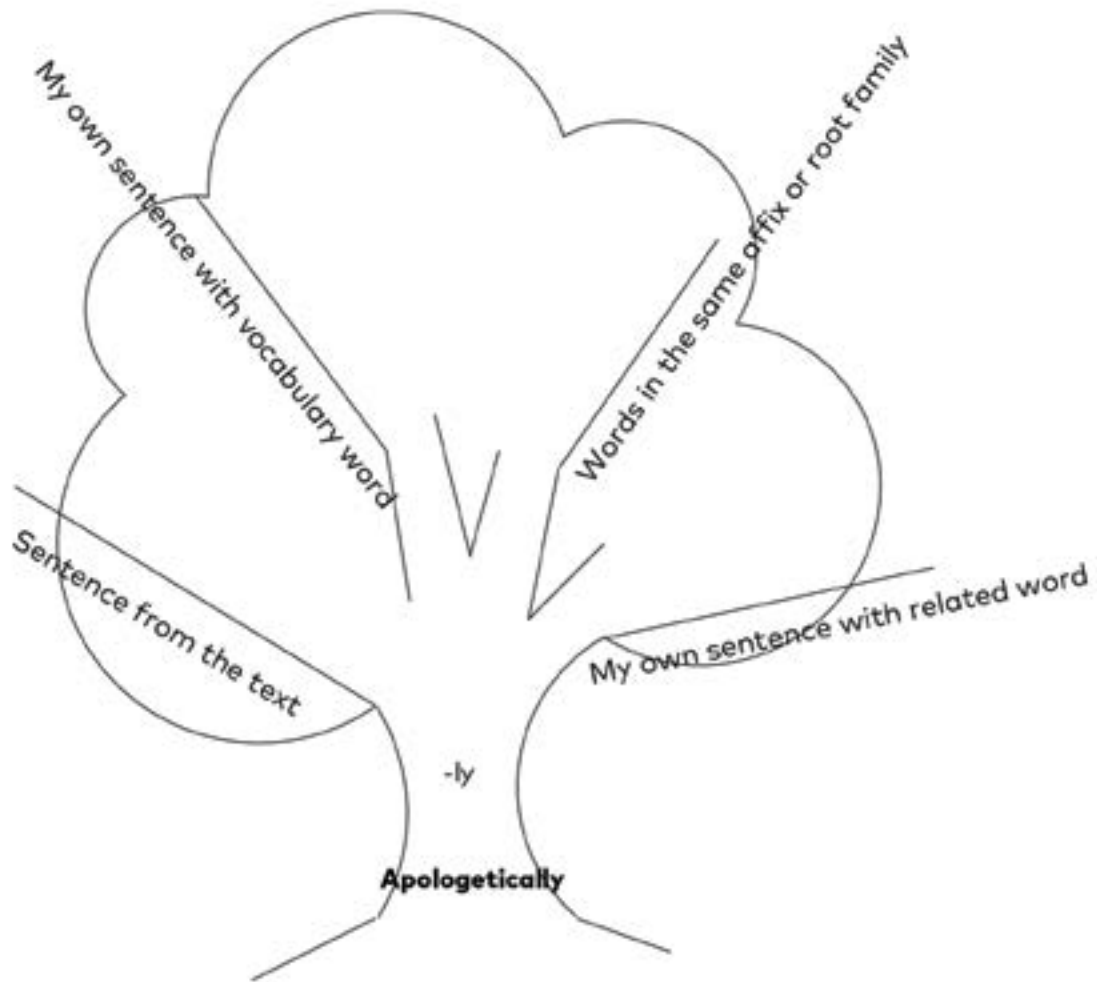 My own sentence with vocabulary word
Words in the same affix or root family
Sentence from the text
My own sentence with related word
-ly
Apologetically